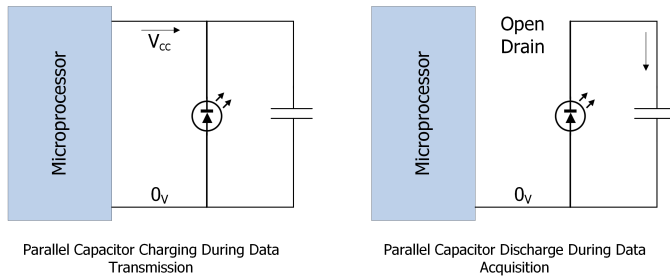 Microprocessor
VCC
0V
Parallel Capacitor Charging During Data
Transmission
Microprocessor
Open
Drain
0V
Parallel Capacitor Discharge During Data
Acquisition